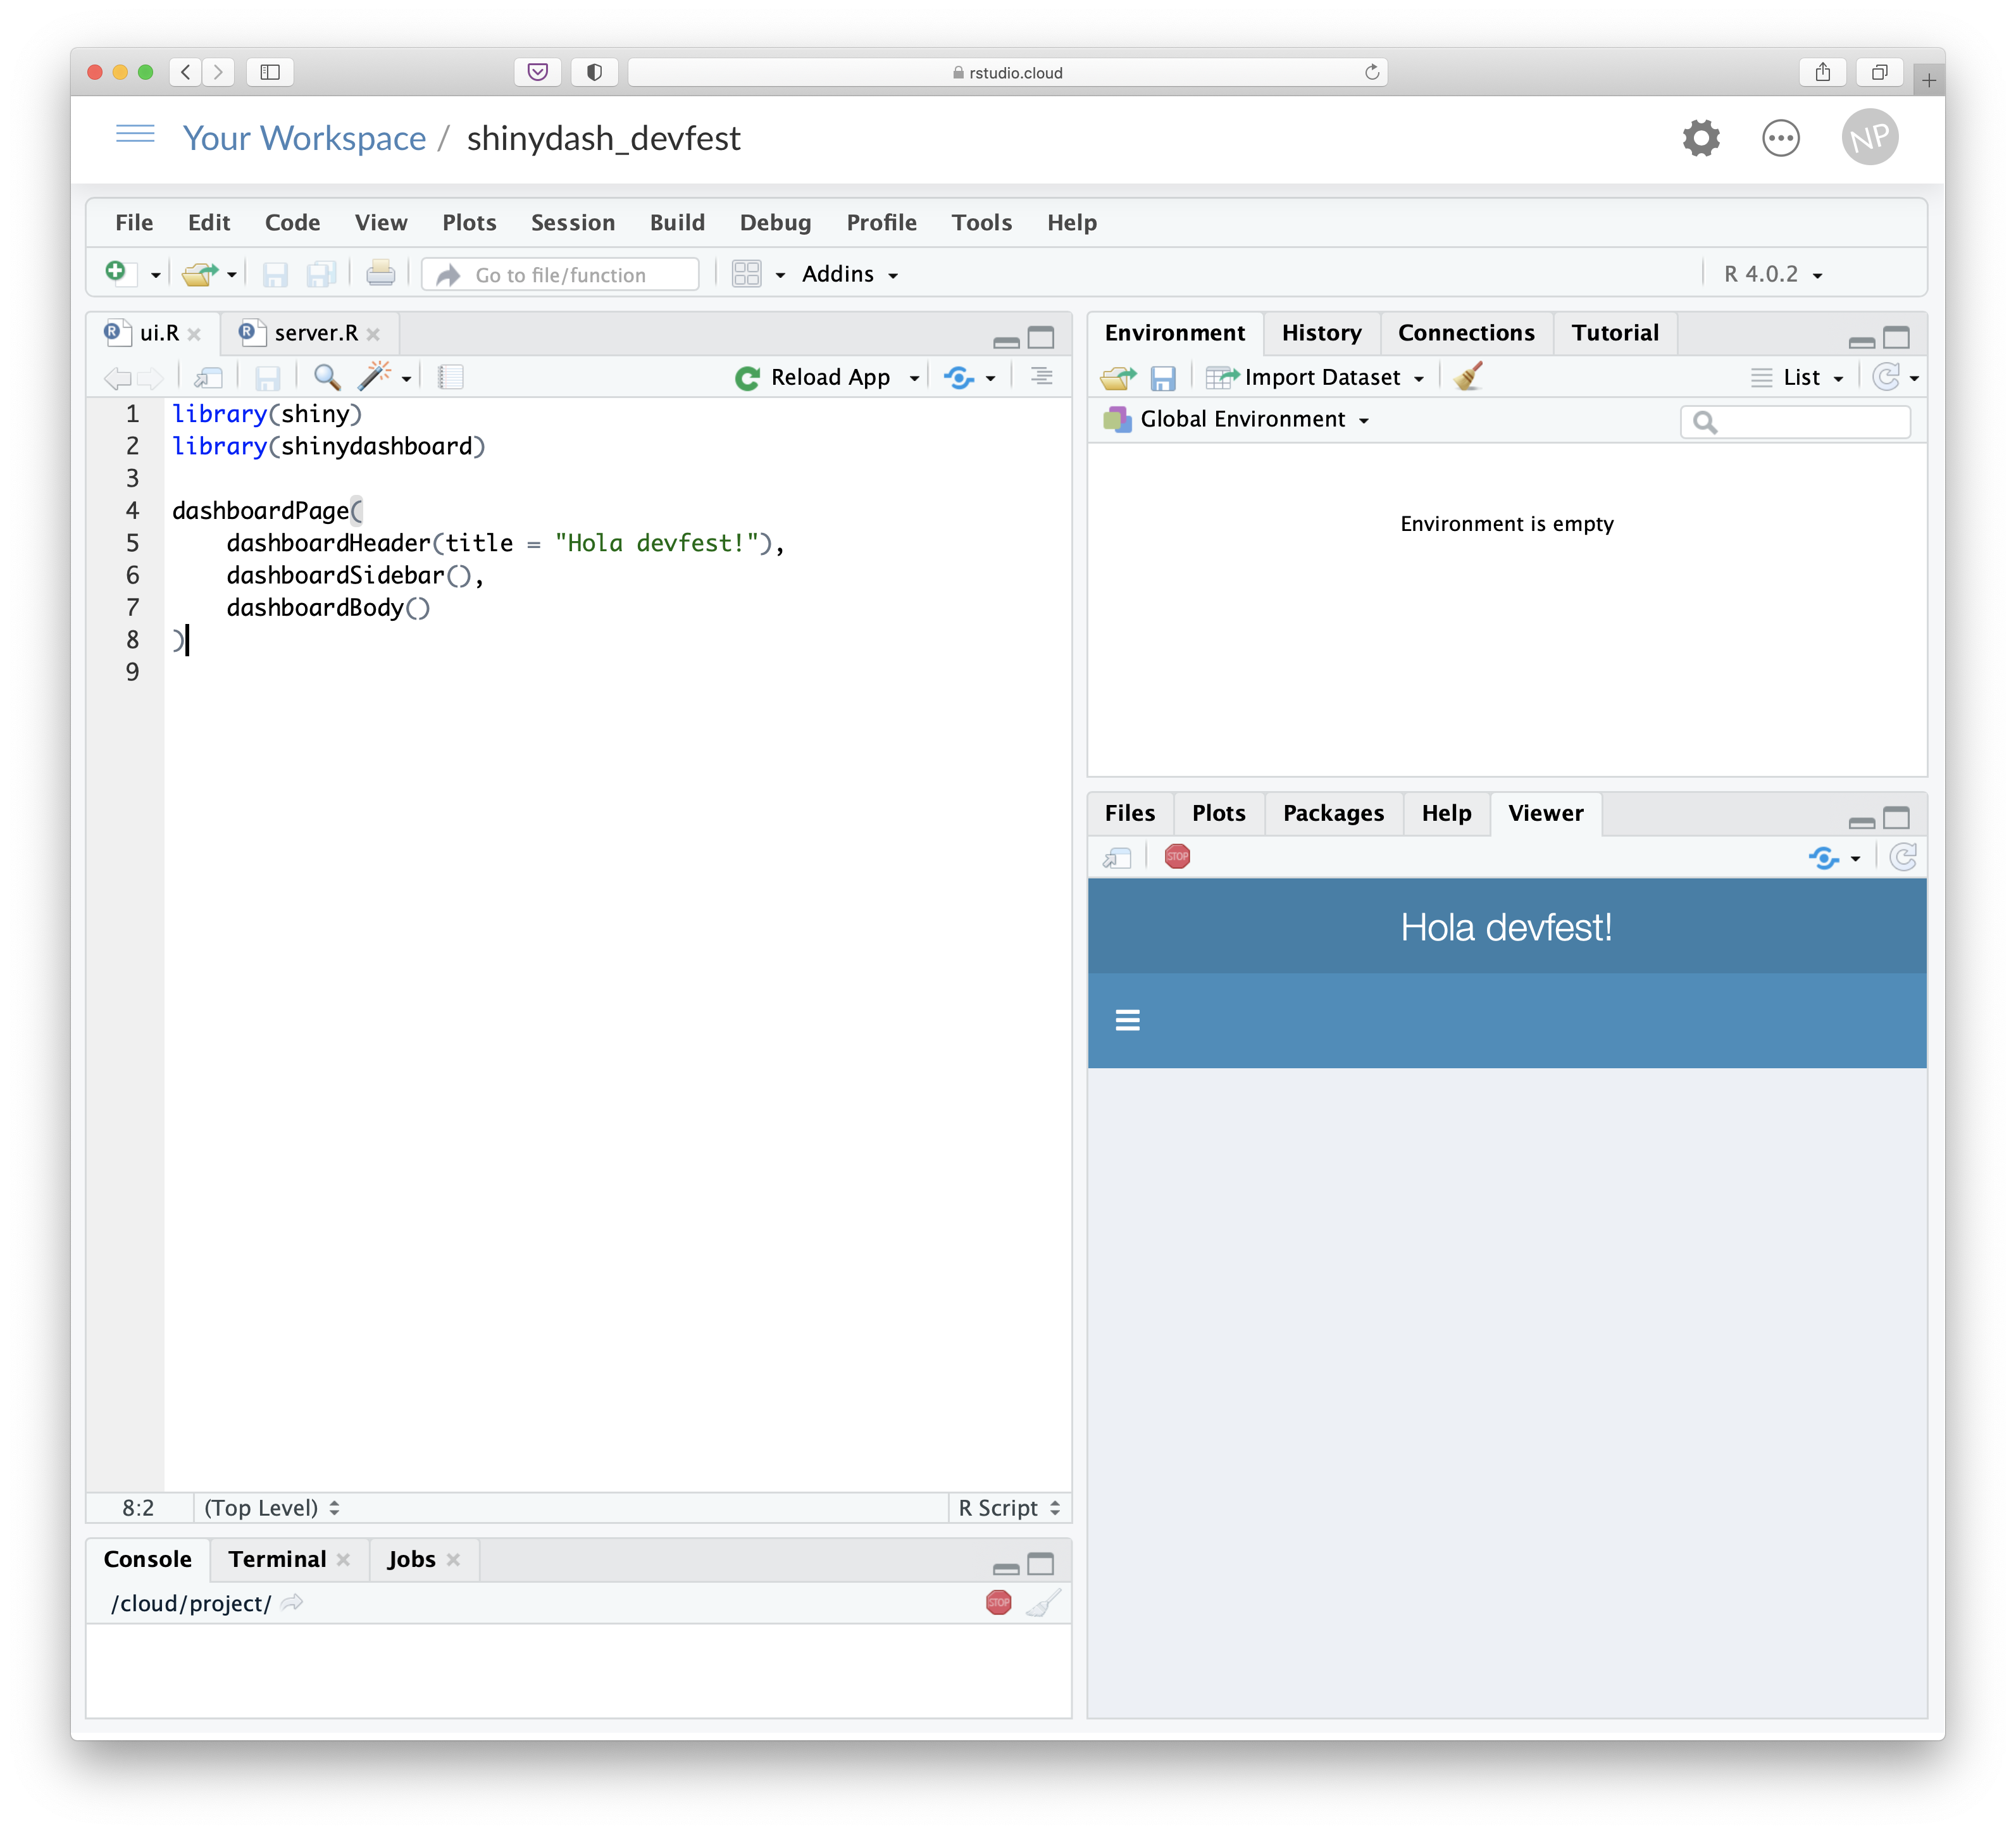 rstudio.cloud
Your Workspace / shinydash_devfest
NP
File Edit Code View Plots Session Build Debug Profile Tools Help
Go to file/function Addins R 4.0.2
ui.R server.R
Reload App
1 library(shiny)
2 library(shinydashboard)
3
4 dashboardPage(
5 dashboardHeader(title = "Hola devfest!"),
6 dashboardSidebar(),
7 dashboardBody()
8 )
9
8:2 (Top Level) R Script
Console Terminal Jobs
/cloud/project/ STOP
Environment History Connections Tutorial
Import Dataset List
Global Environment
Environment is empty
Files Plots Packages Help Viewer
STOP
Hola devfest!